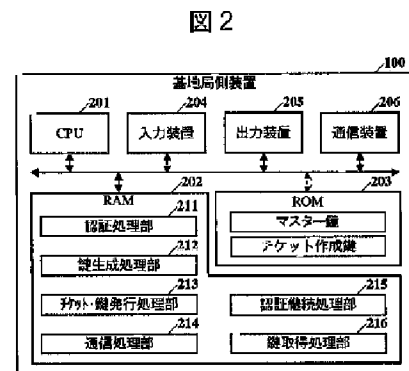 図2
100
基地局側装置
201
204
205
206
CPU
入力装置
出力装置
通信装置
202
203
RAM
ROM
211
認証処理部
マスター鍵
212
チケット作成鍵
鍵生成処理部
213
215
チケット・鍵発行処理部
認証継続処理部
214
216
通信処理部
鍵取得処理部